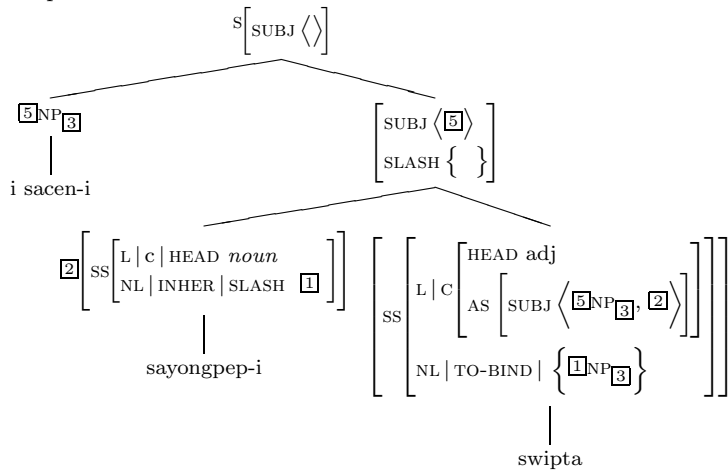 S[SUBJ ⟨⟩]
[5]NP[3]
[SUBJ ⟨[5]⟩
SLASH { }]
i sacen-i
[2][SS[L | C | HEAD noun
NL | INHER | SLASH [1]]]
[SS[L | C[HEAD adj
AS [SUBJ ⟨[5]NP[3], [2]⟩]]
NL | TO-BIND | {[1]NP[3]}]]
sayongpep-i
swipta